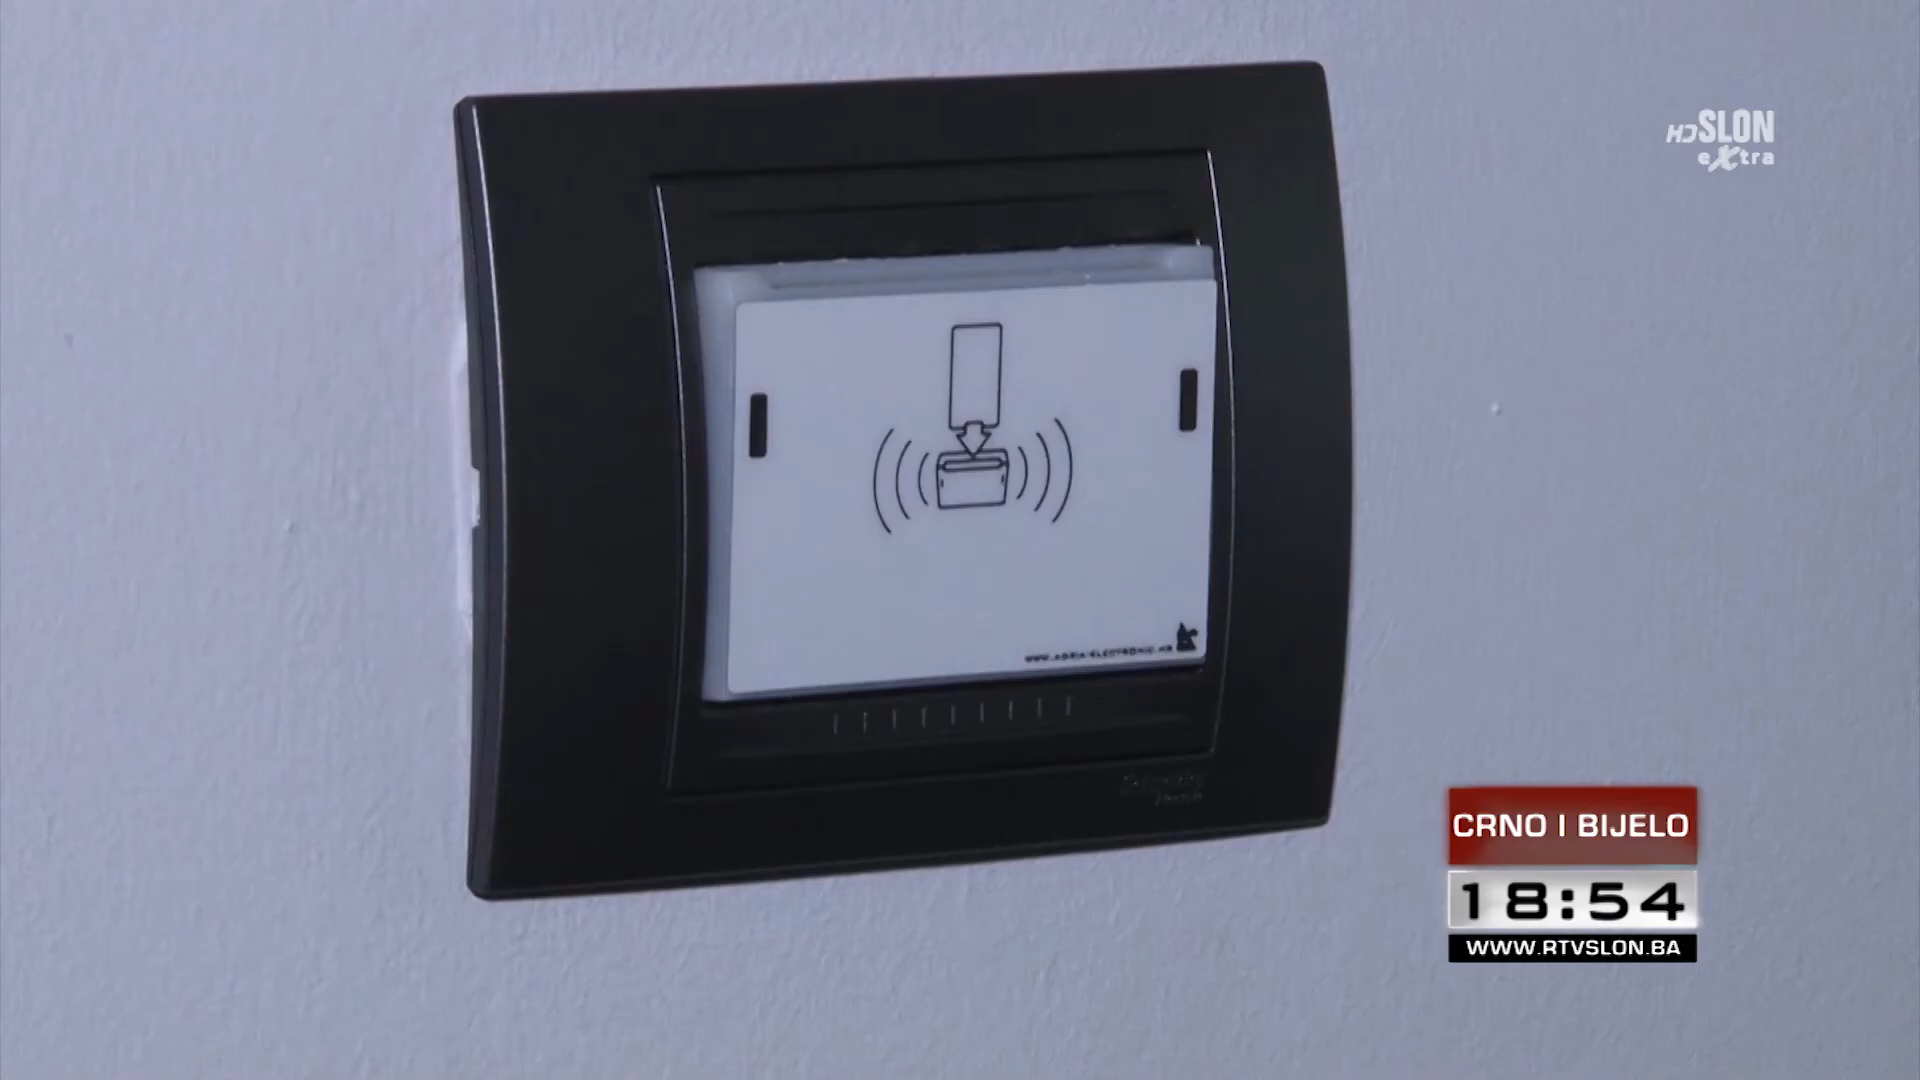 HD SLON
extra
WWW.ADRIA-ELECTRONIC.HR
CRNO I BIJELO
18:54
WWW.RTVSLON.BA